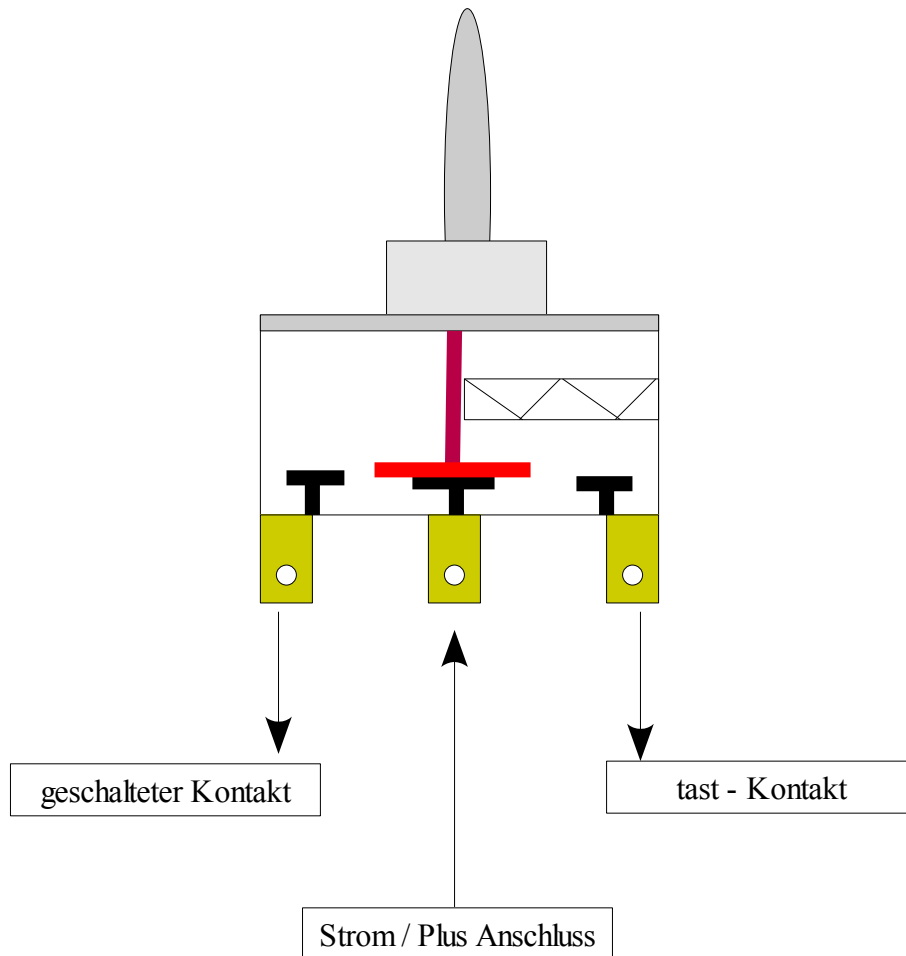 geschalteter Kontakt
tast - Kontakt
Strom / Plus Anschluss